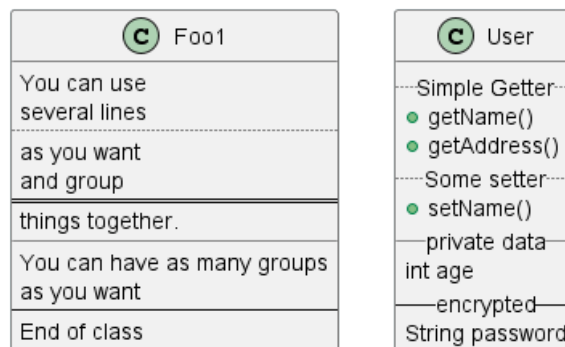 C Foo1
You can use
several lines
as you want
and group
things together.
You can have as many groups
as you want
End of class
C User
Simple Getter
getName()
getAddress()
Some setter
setName()
private data
int age
encrypted
String password